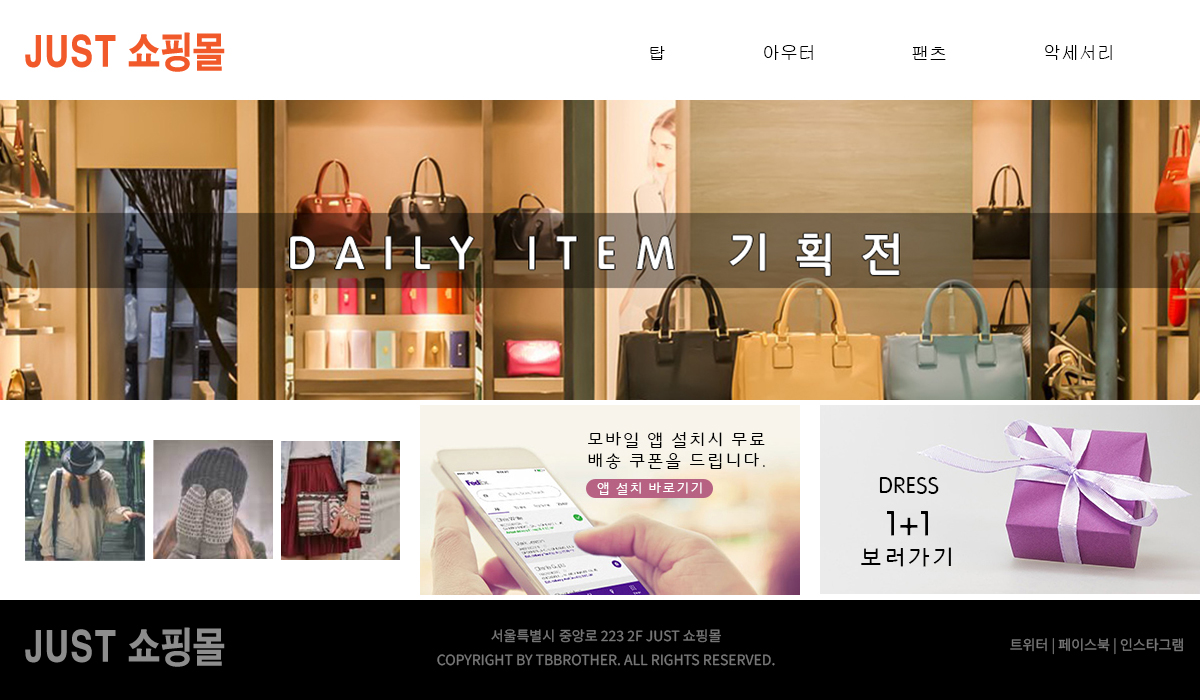 JUST 쇼핑몰
탑 아우터 팬츠 악세서리
DAILY ITEM 기획전
모바일 앱 설치시 무료
배송 쿠폰을 드립니다.
앱 설치 바로기기
FedEx
DRESS
1+1
보러가기
JUST 쇼핑몰
서울특별시 중앙로 223 2F JUST 쇼핑몰
COPYRIGHT BY TBBROTHER. ALL RIGHTS RESERVED.
트위터 | 페이스북 | 인스타그램